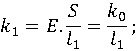 k₁ = E. S/l₁ = k₀/l₁ ;